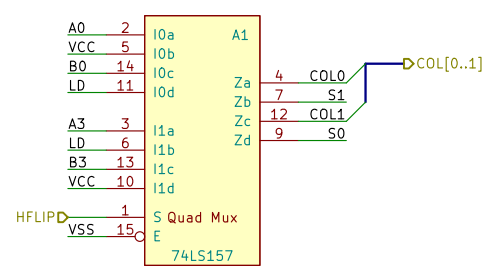 A0 2 I0a A1
VCC 5 I0b
B0 14 I0c
LD 11 I0d
Za 4 COL0 COL[0..1]
Zb 7 S1
Zc 12 COL1
Zd 9 S0
A3 3 I1a
LD 6 I1b
B3 13 I1c
VCC 10 I1d
HFLIP 1 S Quad Mux
VSS 15 E
74LS157